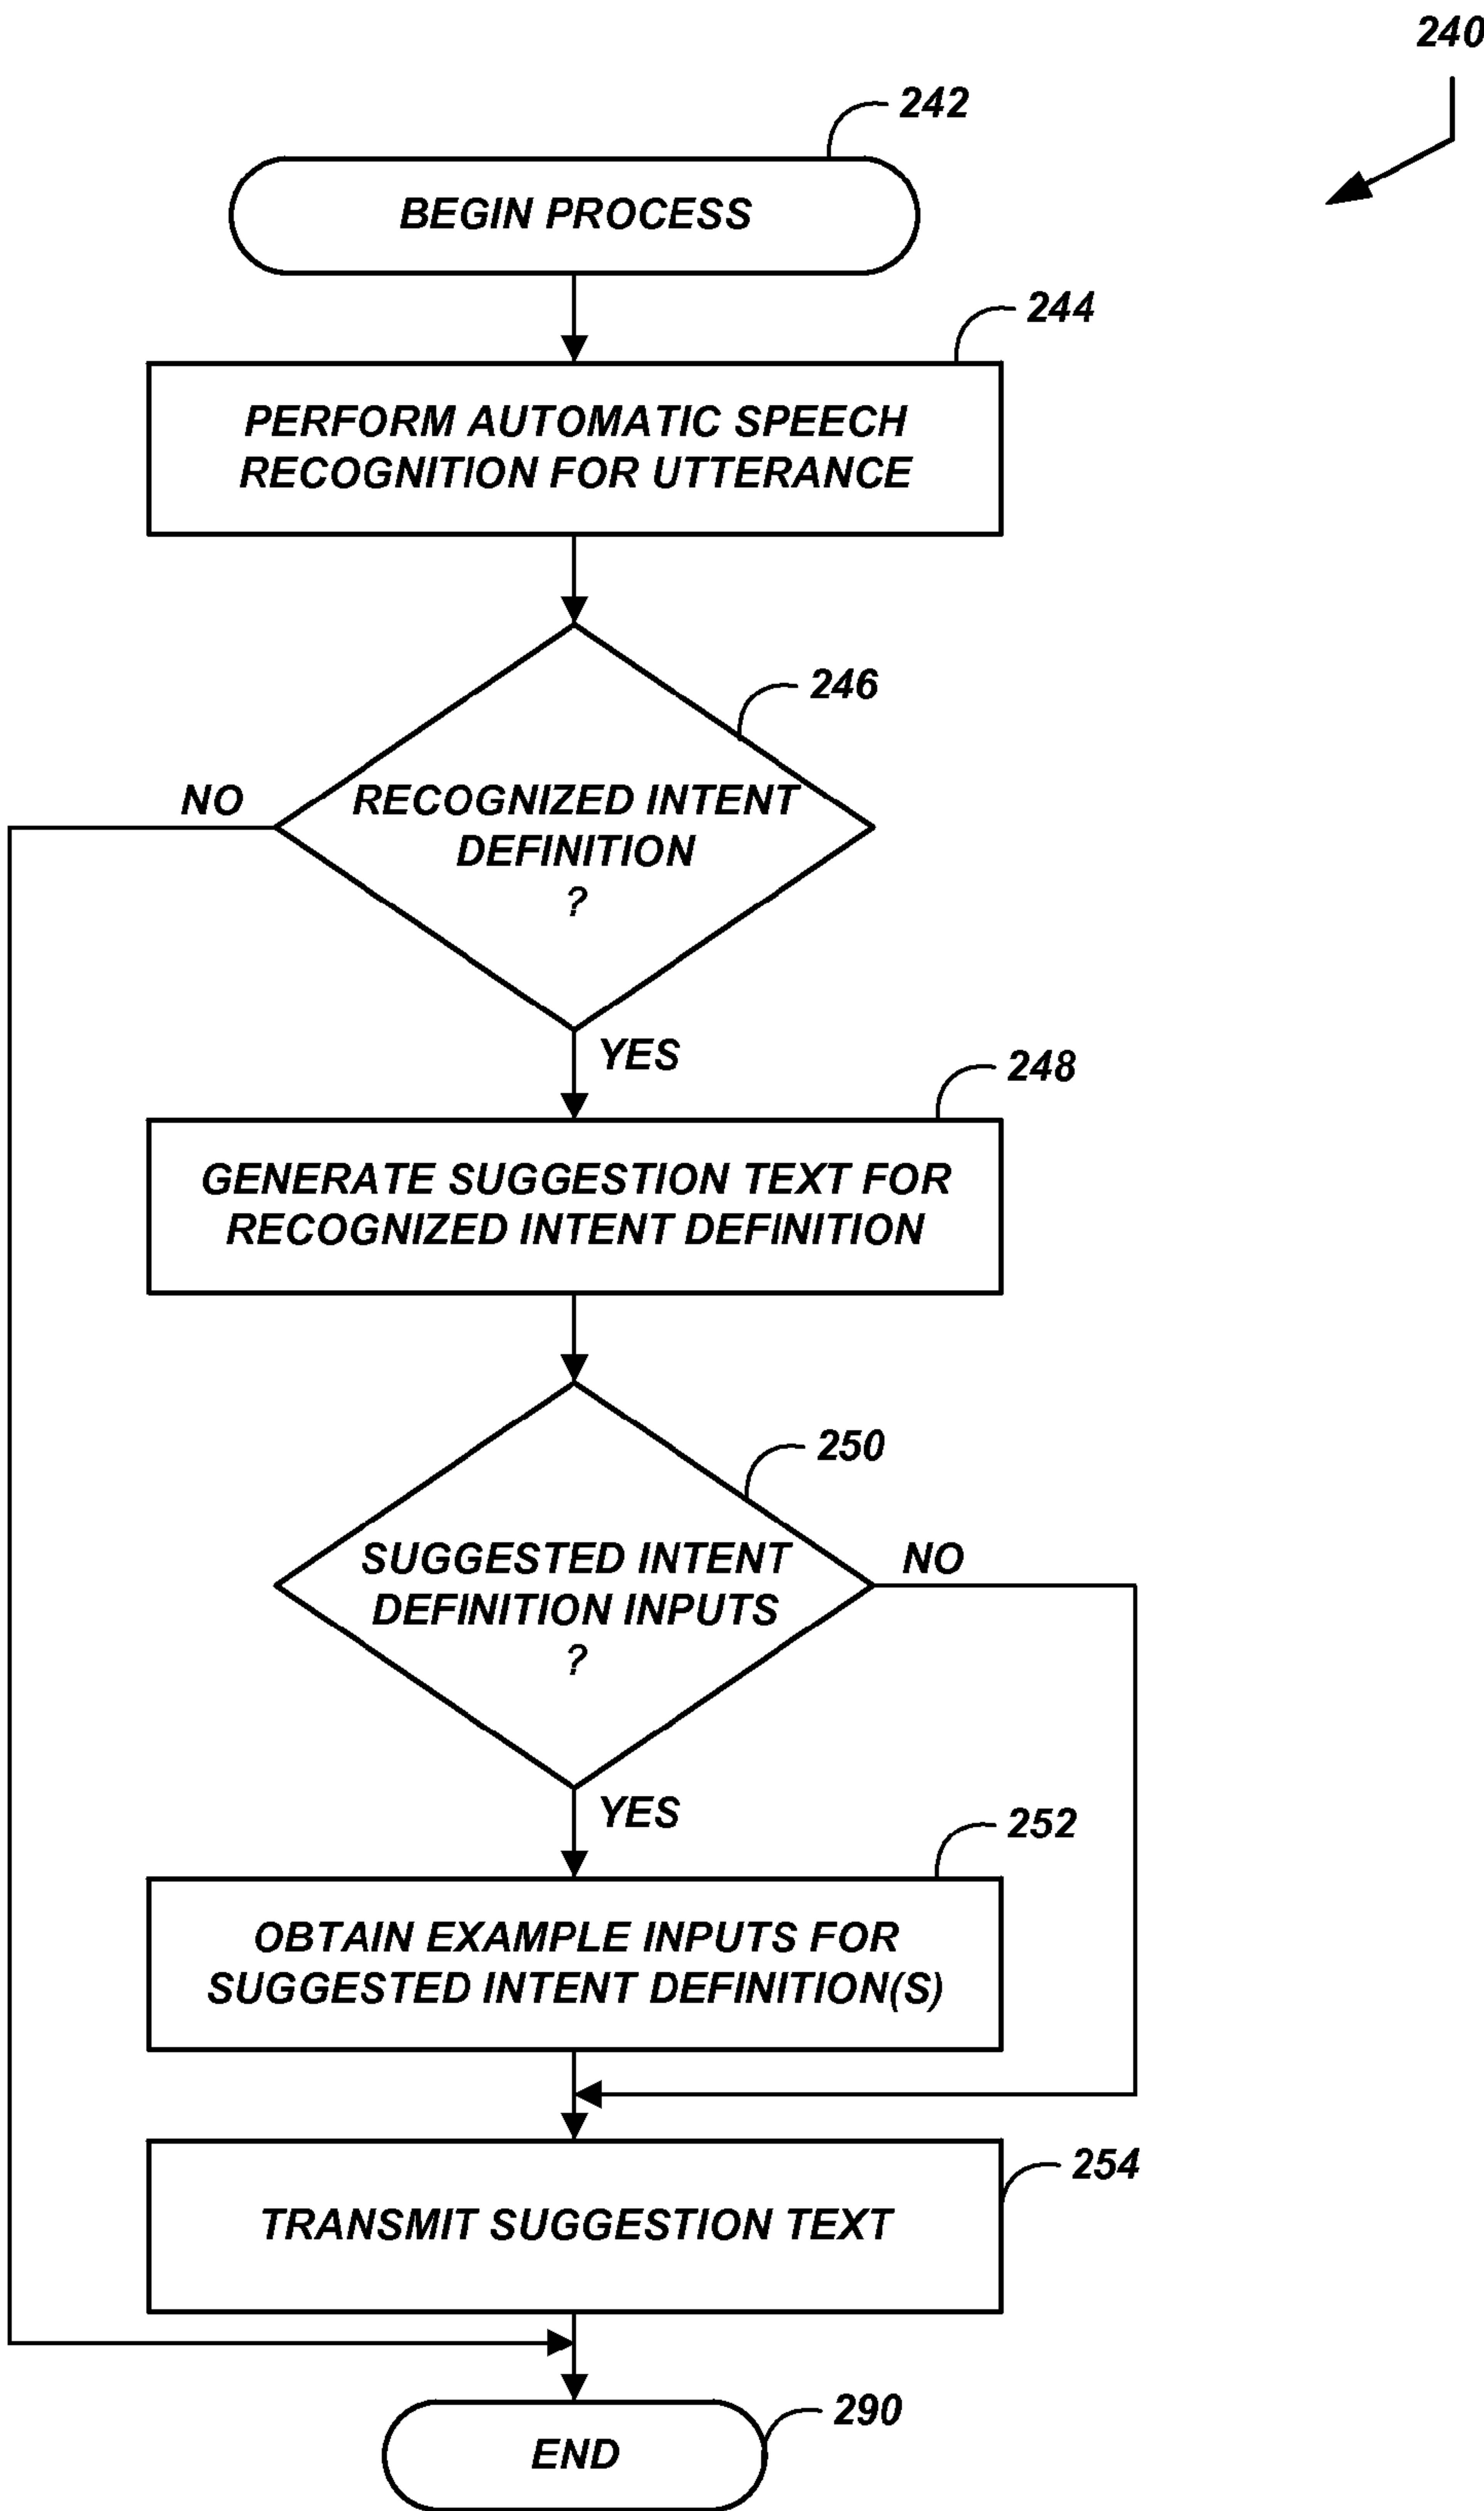 240
242
BEGIN PROCESS
244
PERFORM AUTOMATIC SPEECH
RECOGNITION FOR UTTERANCE
246
NO
RECOGNIZED INTENT
DEFINITION
?
YES
248
GENERATE SUGGESTION TEXT FOR
RECOGNIZED INTENT DEFINITION
250
SUGGESTED INTENT
DEFINITION INPUTS
?
NO
YES
252
OBTAIN EXAMPLE INPUTS FOR
SUGGESTED INTENT DEFINITION(S)
254
TRANSMIT SUGGESTION TEXT
290
END